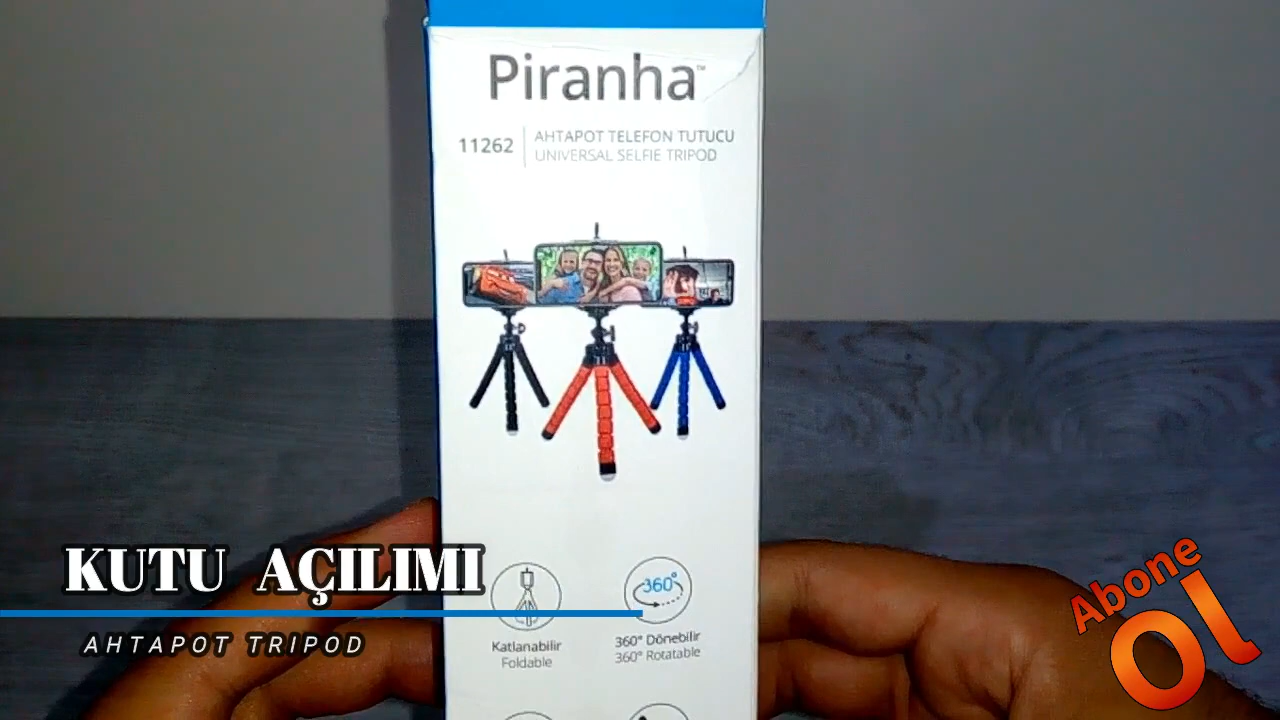 Piranha™
11262
AHTAPOT TELEFON TUTUCU
UNIVERSAL SELFIE TRIPOD
360°
Katlanabilir
Foldable
360° Dönebilir
360° Rotatable
KUTU AÇILIMI
AHTAPOT TRIPOD
Abone
Ol